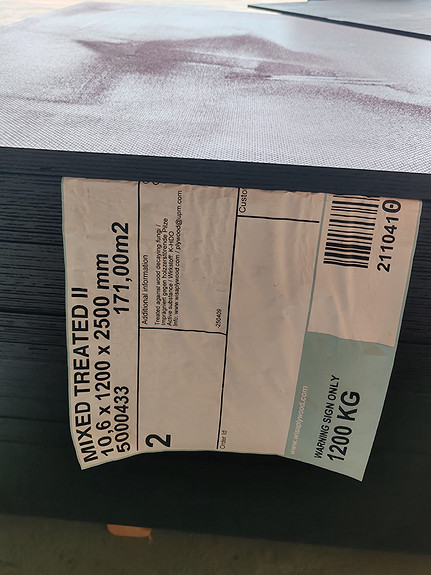 MIXED TREATED II
10,6 x 1200 x 2500 mm
5000433 171,00m2
2
Additional information
Treated against wood decaying fungi /
Imprägniert gegen holzzerstörende Pilze
Active substance / Wirkstoff: K-HDO
Info: www.wisaplywood.com / plywood@upm.com
-250409
Order id
Custo
www.wisaplywood.com
WARNING SIGN ONLY
1200 KG
2110410